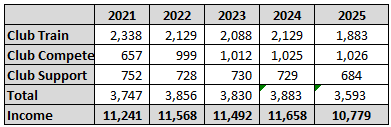 2021 2022 2023 2024 2025
Club Train 2,338 2,129 2,088 2,129 1,883
Club Compete 657 999 1,012 1,025 1,026
Club Support 752 728 730 729 684
Total 3,747 3,856 3,830 3,883 3,593
Income 11,241 11,568 11,492 11,658 10,779